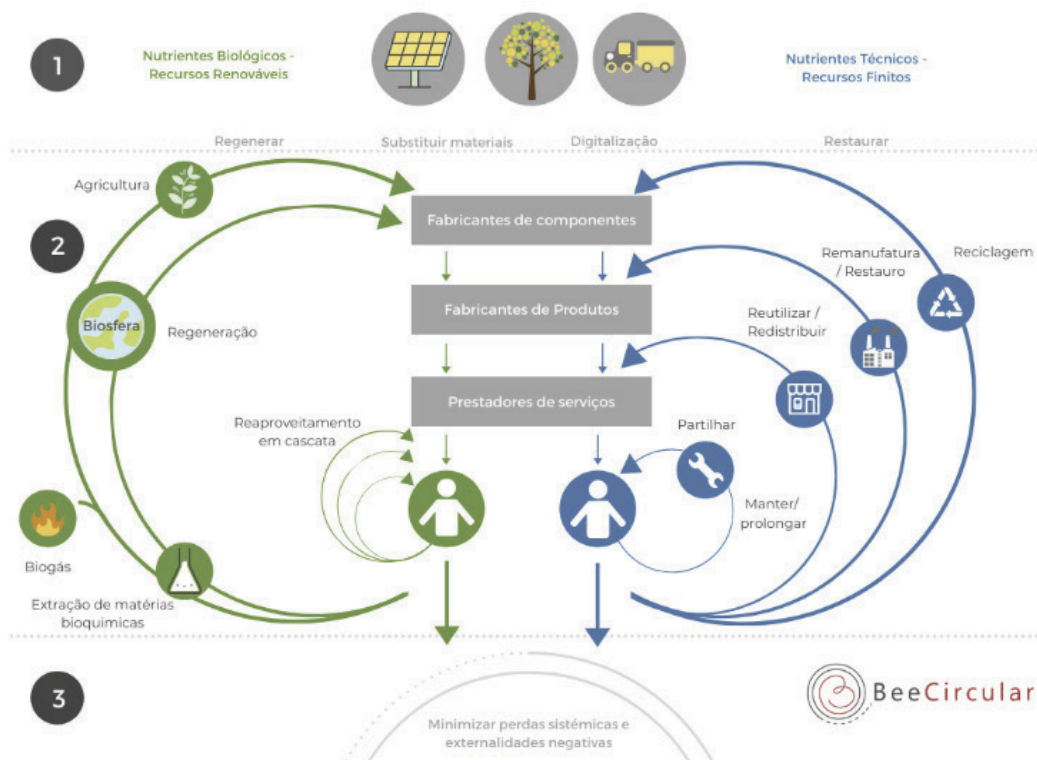 1
Nutrientes Biológicos -
Recursos Renováveis
Nutrientes Técnicos -
Recursos Finitos
Regenerar
Substituir materiais
Digitalização
Restaurar
2
Agricultura
Fabricantes de componentes
Remanufatura
/ Restauro
Reciclagem
Biosfera
Regeneração
Fabricantes de Produtos
Reutilizar /
Redistribuir
Prestadores de serviços
Reaproveitamento
em cascata
Partilhar
Manter/
prolongar
Biogás
Extração de matérias
bioquimicas
3
BeeCircular
Minimizar perdas sistémicas e
externalidades negativas